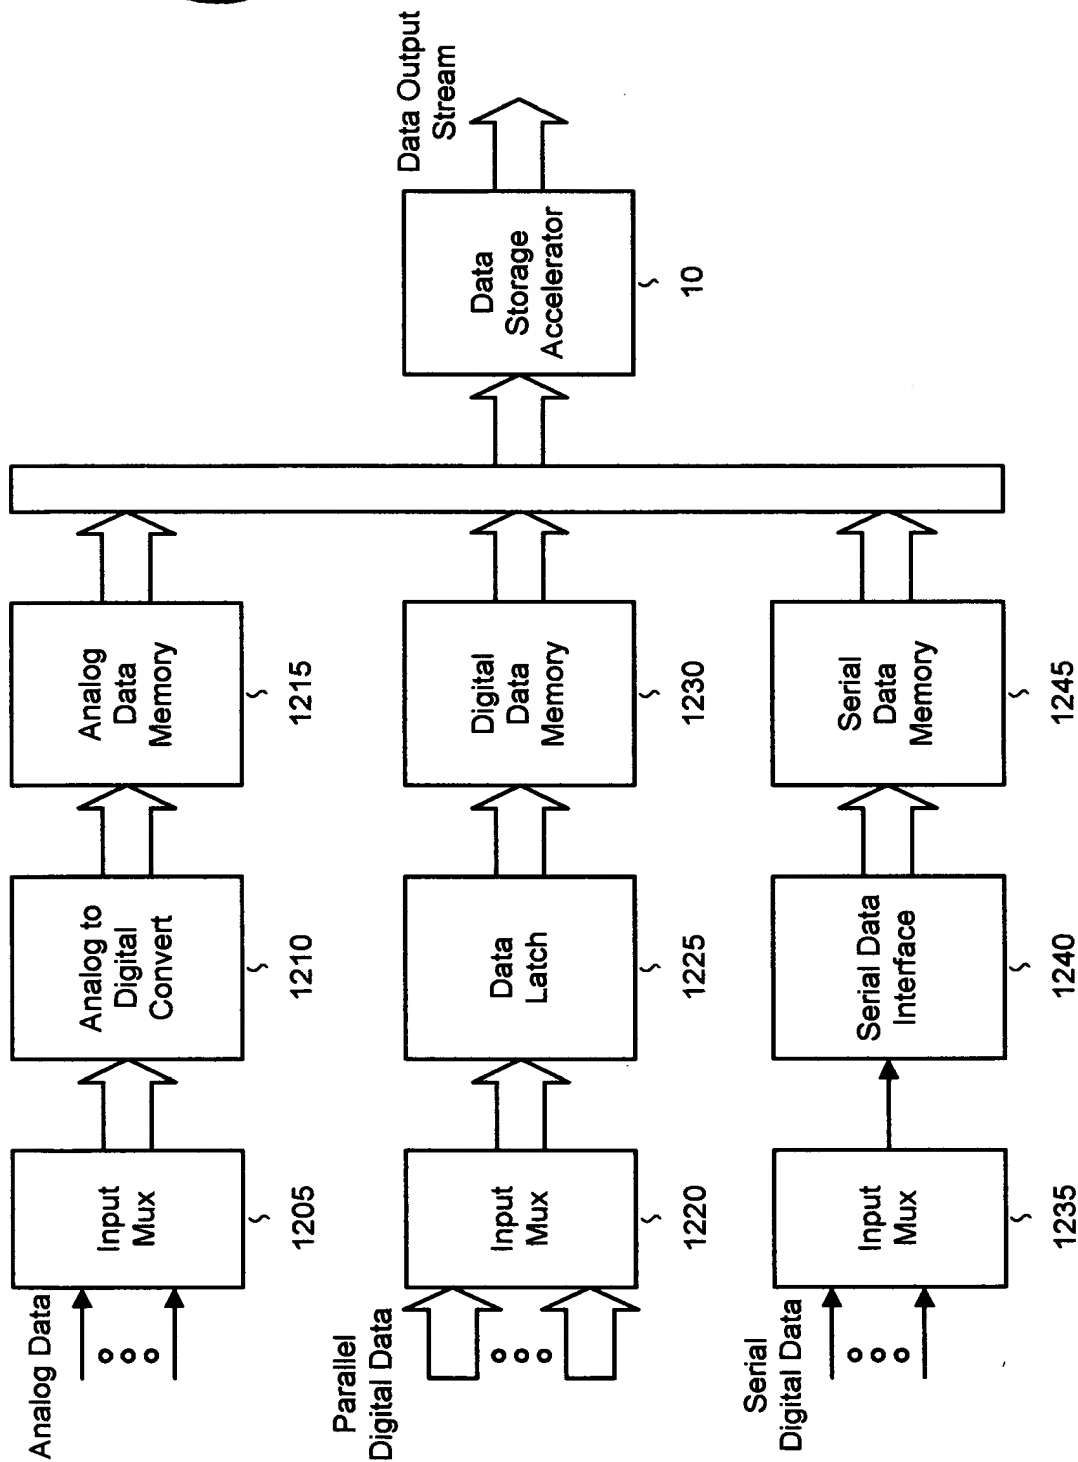 Analog Data
Input
Mux
1205
Analog to
Digital
Convert
1210
Analog
Data
Memory
1215
Parallel
Digital Data
Input
Mux
1220
Data
Latch
1225
Digital
Data
Memory
1230
Serial
Digital Data
Input
Mux
1235
Serial Data
Interface
1240
Serial
Data
Memory
1245
Data
Storage
Accelerator
10
Data Output
Stream